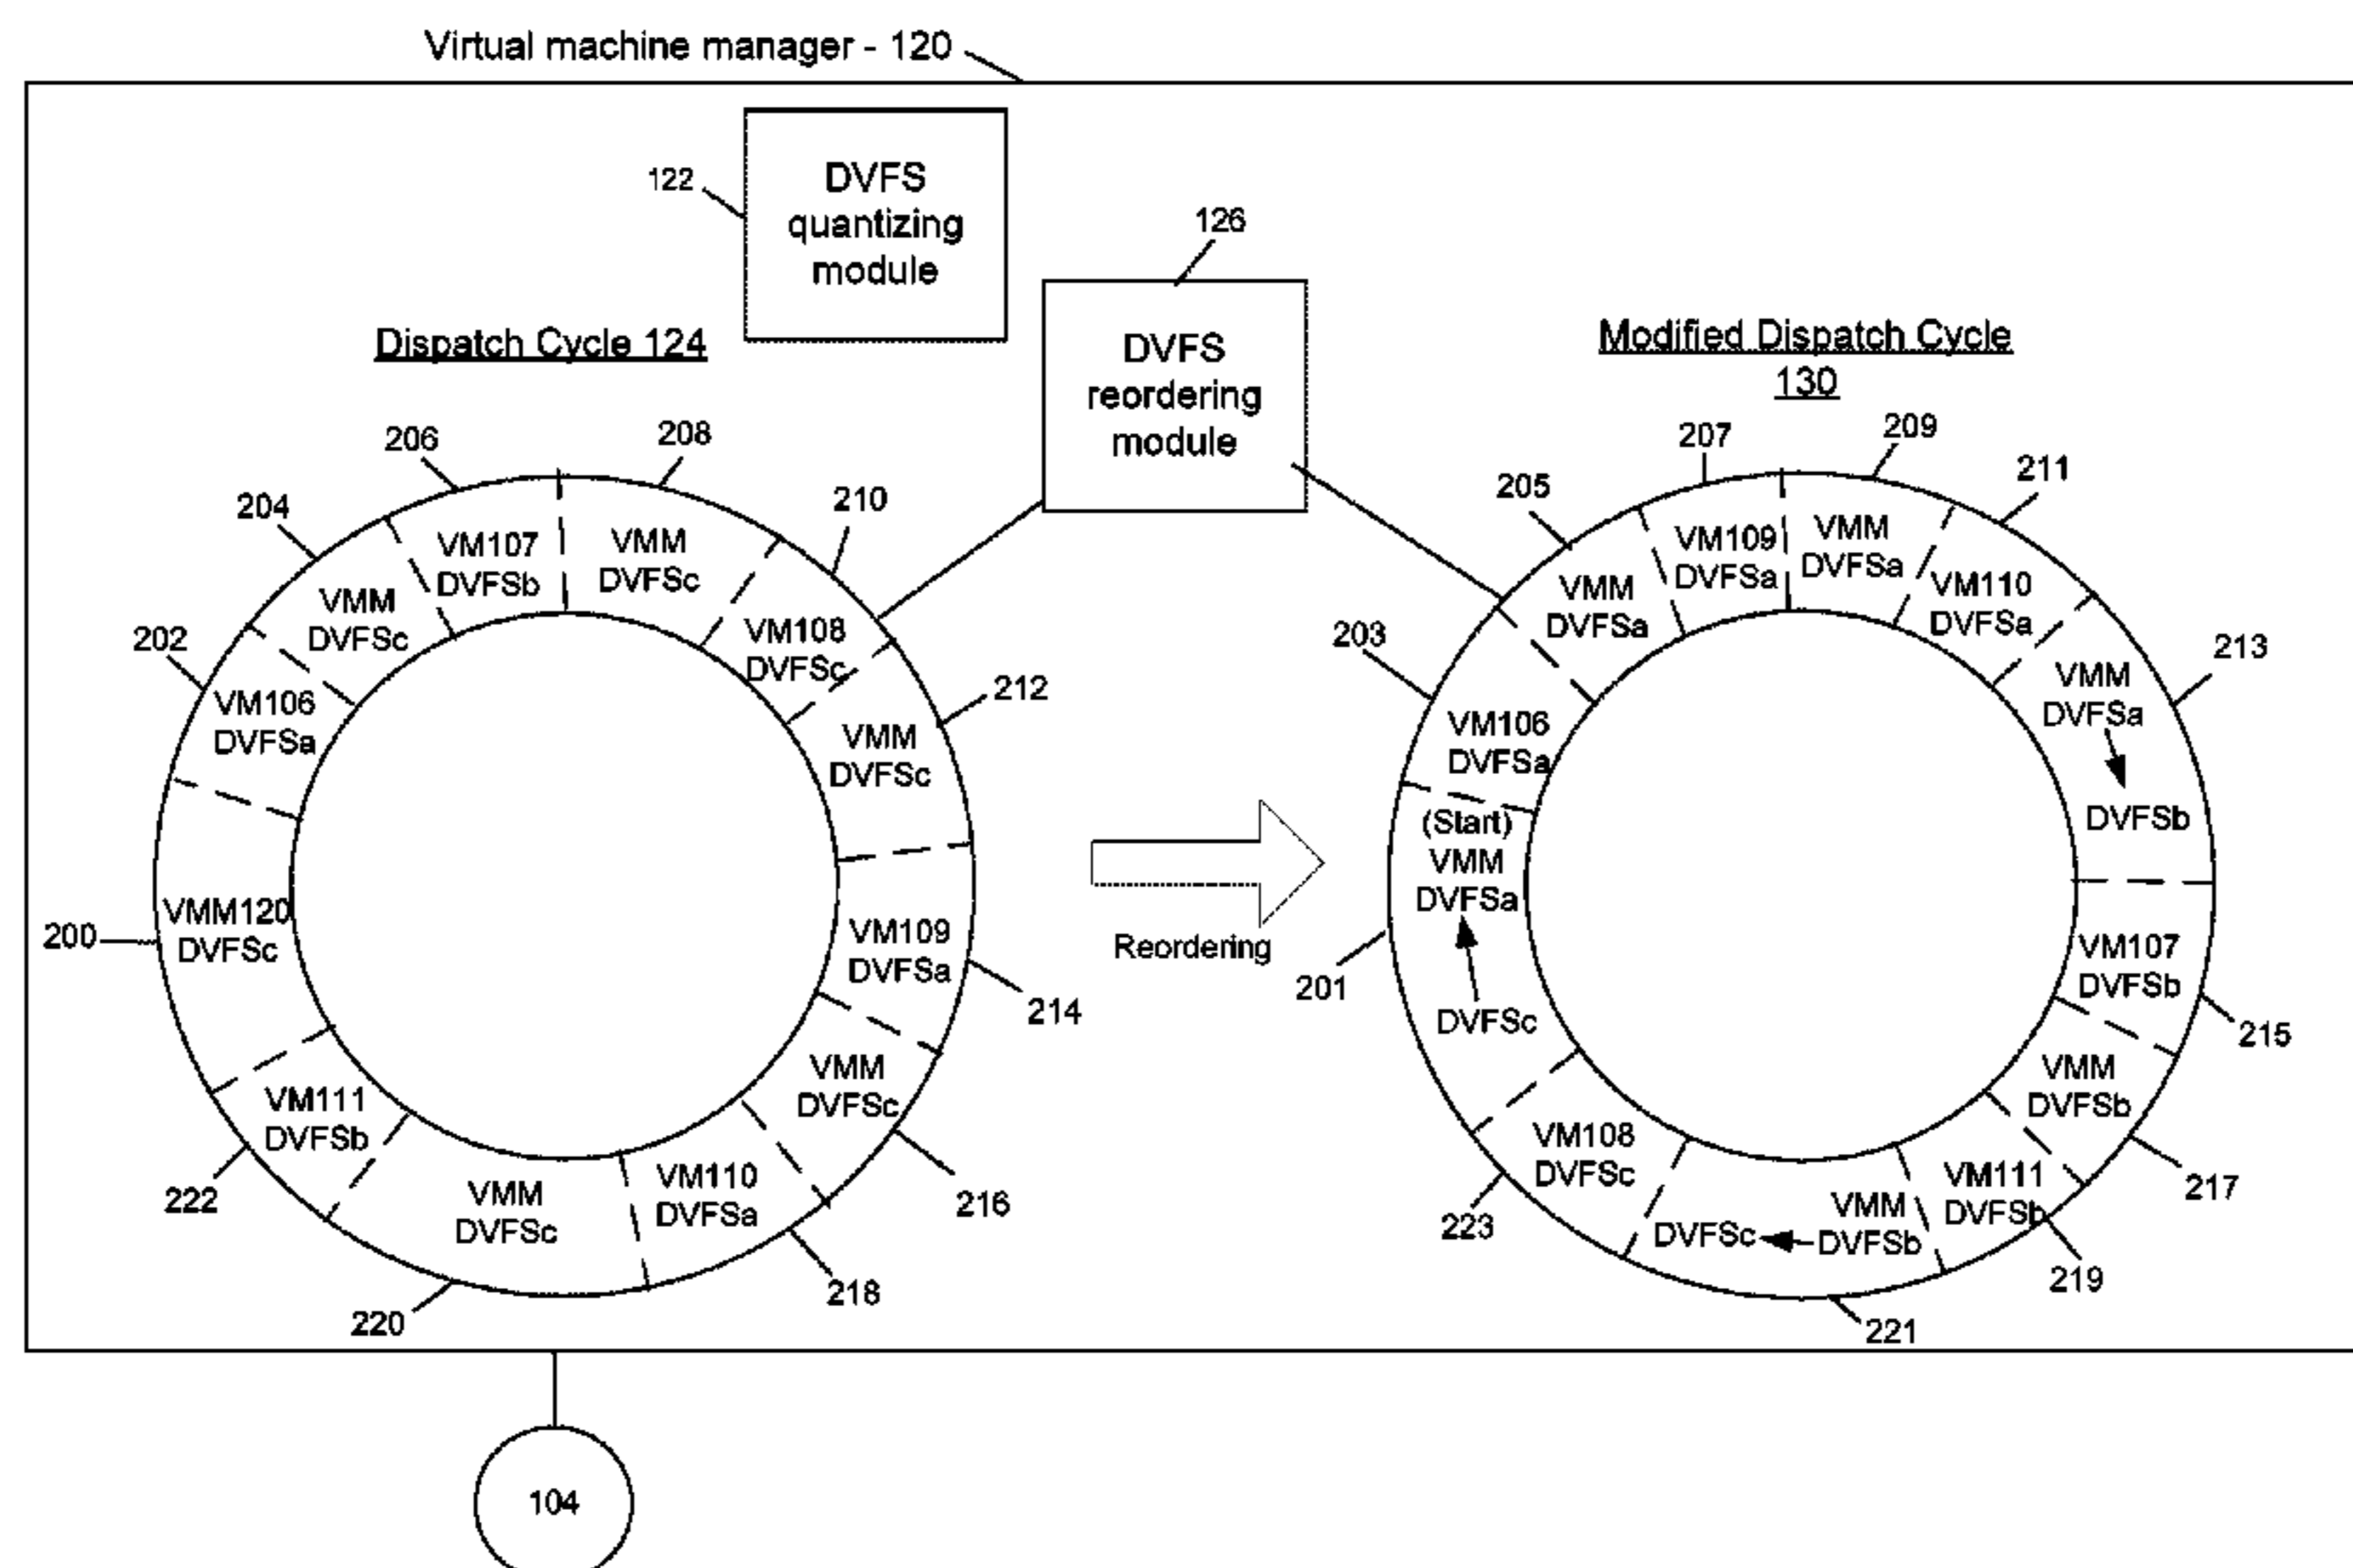 Virtual machine manager - 120
122
DVFS
quantizing
module
126
DVFS
reordering
module
Dispatch Cycle 124
200
VMM120
DVFSc
202
VM106
DVFSa
204
VMM
DVFSc
206
VM107
DVFSb
208
VMM
DVFSc
210
VM108
DVFSc
212
VMM
DVFSc
214
VM109
DVFSa
216
VMM
DVFSc
218
VM110
DVFSa
220
VMM
DVFSc
222
VM111
DVFSb
Reordering
Modified Dispatch Cycle
130
201
(Start)
VMM
DVFSa
DVFSc
203
VM106
DVFSa
205
VMM
DVFSa
207
VM109
DVFSa
209
VMM
DVFSa
211
VM110
DVFSa
213
VMM
DVFSa
DVFSb
215
VM107
DVFSb
217
VMM
DVFSb
219
VM111
DVFSb
221
VMM
DVFSb
DVFSc
223
VM108
DVFSc
104